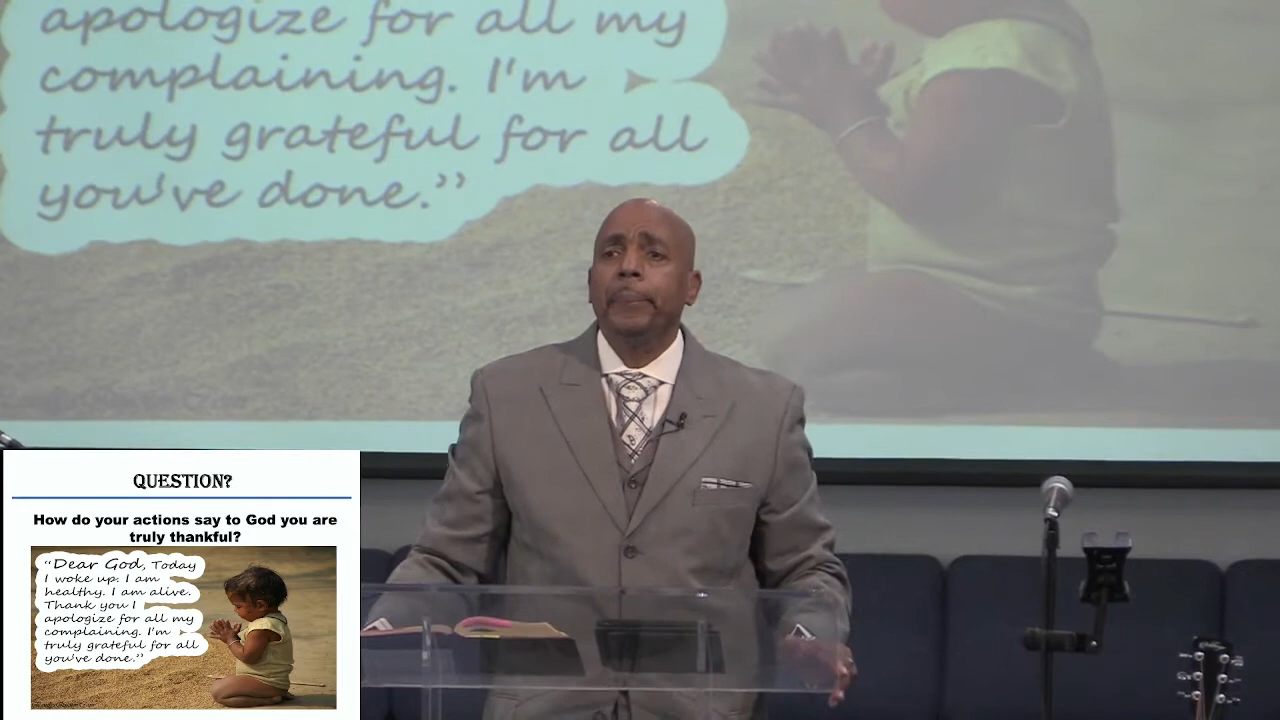 apologize for all my
complaining. I'm
truly grateful for all
you've done.”
QUESTION?
How do your actions say to God you are
truly thankful?
“Dear God, Today
I woke up. I am
healthy. I am alive.
Thank you I
apologize for all my
complaining. I'm
truly grateful for all
you've done.”